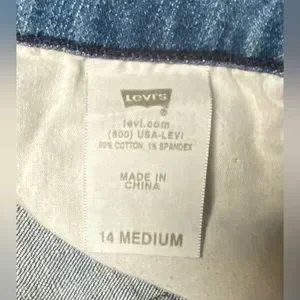 Levi's
levi.com
(800) USA-LEVI
99% COTTON, 1% SPANDEX
MADE IN
CHINA
14 MEDIUM